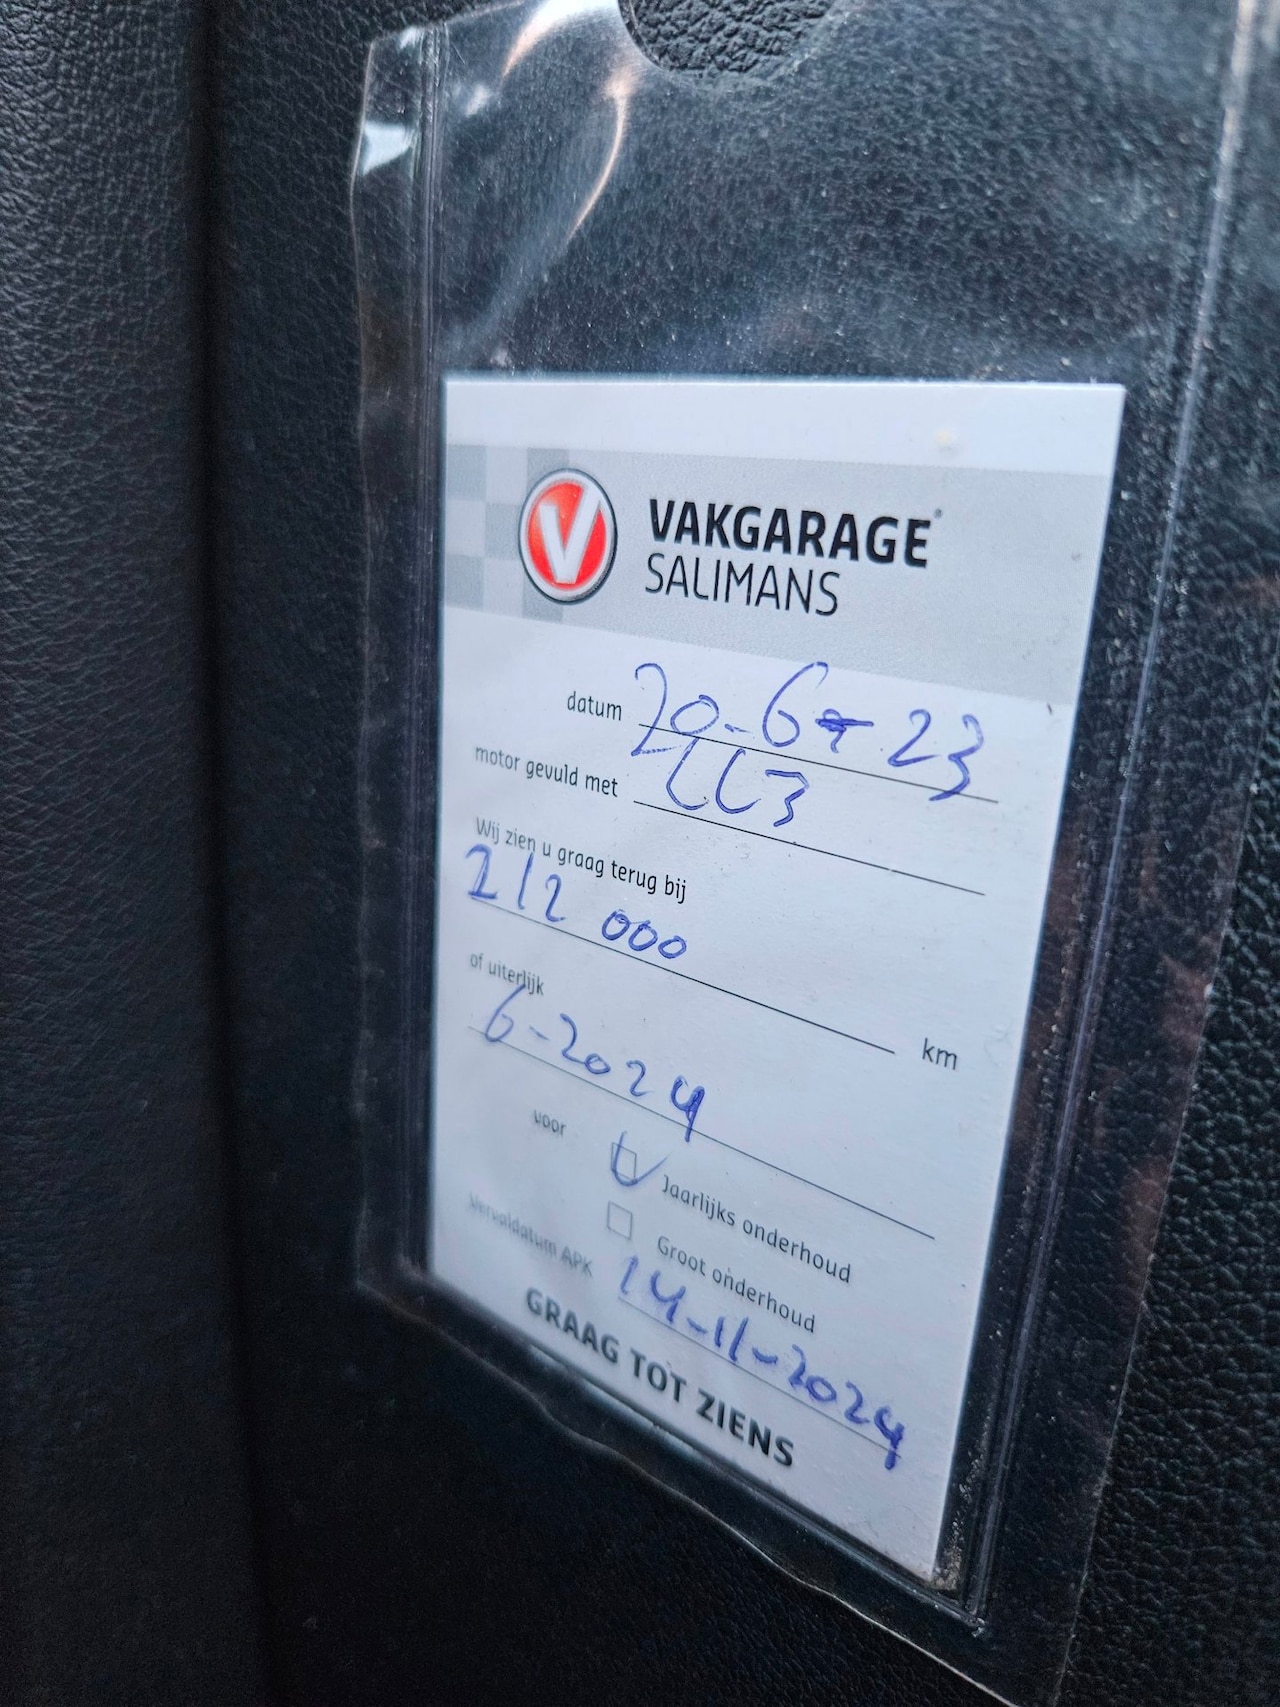 VAKGARAGE
SALIMANS
datum 20-6-23
motor gevuld met LL3
Wij zien u graag terug bij
212 000 km
of uiterlijk
6-2024
voor
Jaarlijks onderhoud
Groot onderhoud
Vervaldatum APK 14-11-2024
GRAAG TOT ZIENS